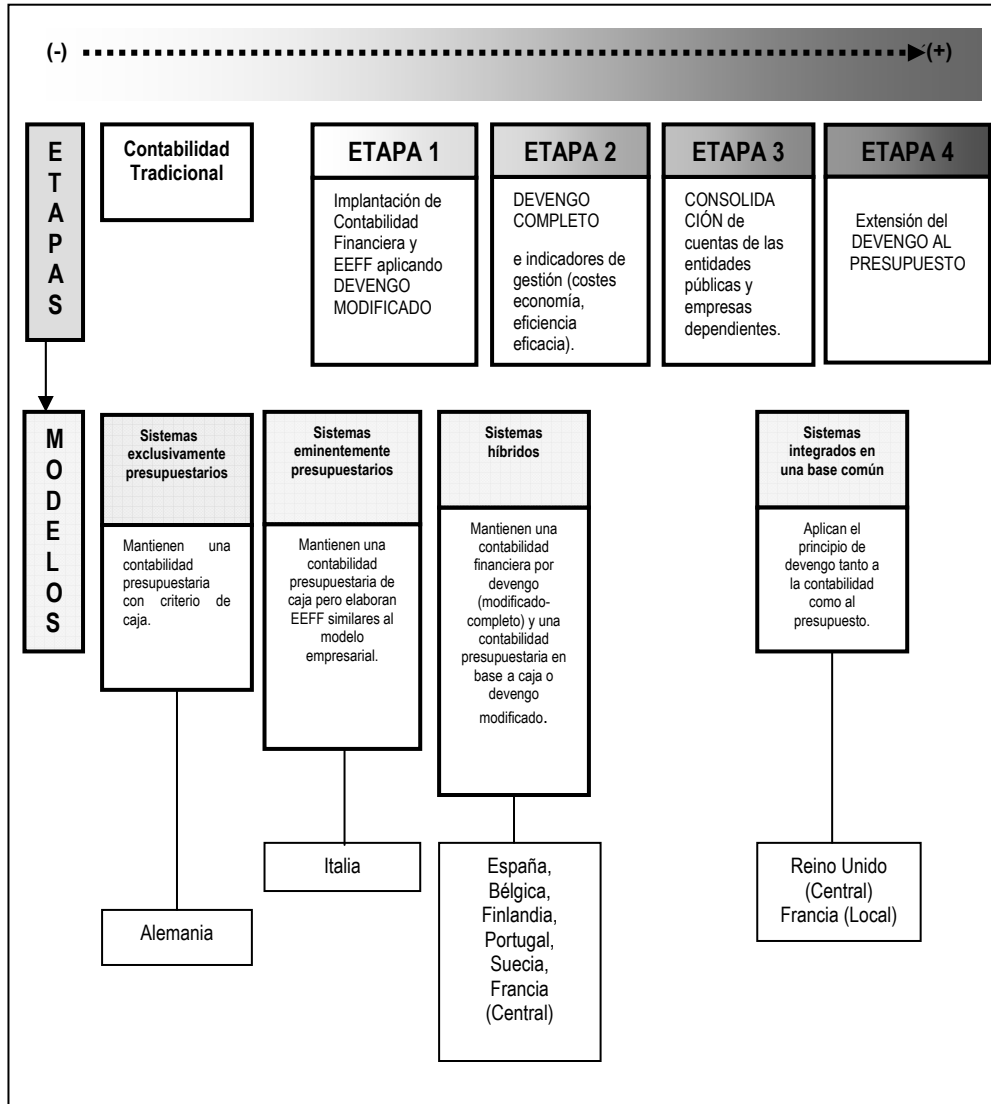 (-)
(+)
ETAPAS
Contabilidad
Tradicional
ETAPA 1
Implantación de
Contabilidad
Financiera y
EEFF aplicando
DEVENGO
MODIFICADO
ETAPA 2
DEVENGO
COMPLETO
e indicadores de
gestión (costes
economía,
eficiencia
eficacia).
ETAPA 3
CONSOLIDA
CIÓN de
cuentas de las
entidades
públicas y
empresas
dependientes.
ETAPA 4
Extensión del
DEVENGO AL
PRESUPUESTO
MODELOS
Sistemas
exclusivamente
presupuestarios
Mantienen una
contabilidad
presupuestaria
con criterio de
caja.
Alemania
Sistemas
eminentemente
presupuestarios
Mantienen una
contabilidad
presupuestaria de
caja pero elaboran
EEFF similares al
modelo
empresarial.
Italia
Sistemas
híbridos
Mantienen una
contabilidad
financiera por
devengo
(modificado-
completo) y una
contabilidad
presupuestaria en
base a caja o
devengo
modificado.
España,
Bélgica,
Finlandia,
Portugal,
Suecia,
Francia
(Central)
Sistemas
integrados en
una base común
Aplican el
principio de
devengo tanto a
la contabilidad
como al
presupuesto.
Reino Unido
(Central)
Francia (Local)